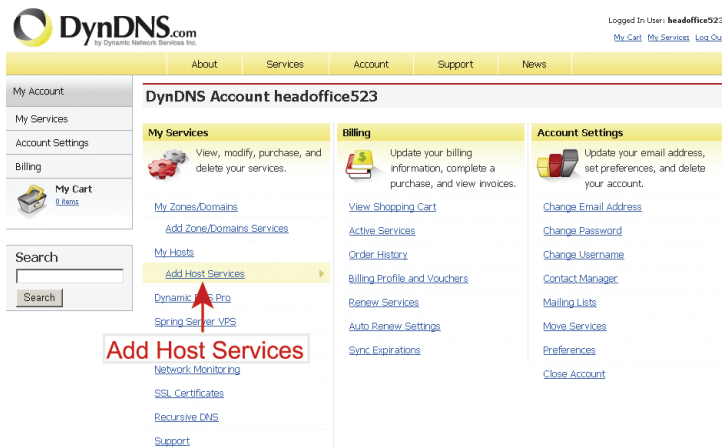 DynDNS.com
by Dynamic Network Services Inc.
Logged In User: headoffice523
My Cart My Services Log Out
About Services Account Support News
My Account
My Services
Account Settings
Billing
My Cart
0 items
Search
Search
DynDNS Account headoffice523
My Services
View, modify, purchase, and
delete your services.
My Zones/Domains
Add Zone/Domain Services
My Hosts
Add Host Services
Dynamic DNS Pro
Spring Server VPS
Add Host Services
Network Monitoring
SSL Certificates
Recursive DNS
Support
Billing
Update your billing
information, complete a
purchase, and view invoices.
View Shopping Cart
Active Services
Order History
Billing Profile and Vouchers
Renew Services
Auto Renew Settings
Sync Expirations
Account Settings
Update your email address,
set preferences, and delete
your account.
Change Email Address
Change Password
Change Username
Contact Manager
Mailing Lists
Move Services
Preferences
Close Account